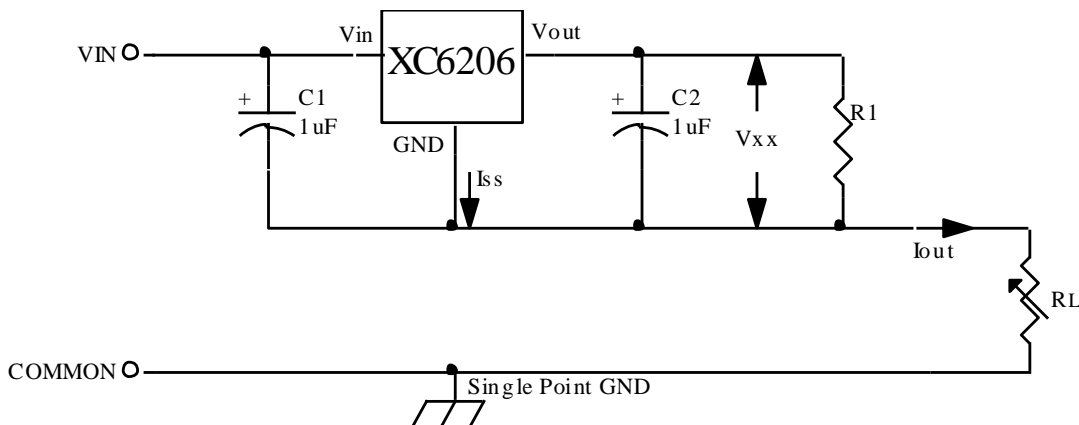 VIN
Vin
XC6206
Vout
+
C1
1uF
GND
Iss
+
C2
1uF
Vxx
R1
Iout
RL
COMMON
Single Point GND